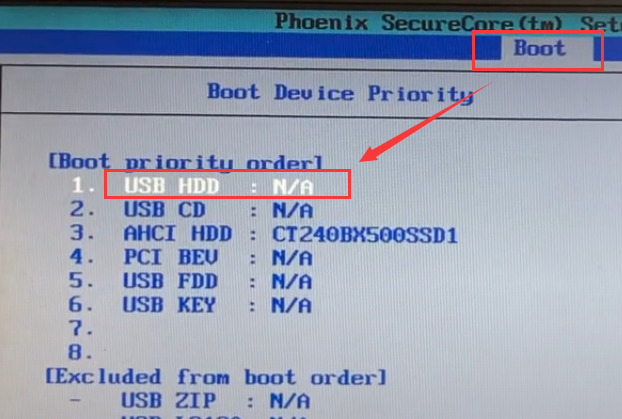 Phoenix SecureCore(tm) Set
Boot
Boot Device Priority
[Boot priority order]
1. USB HDD : N/A
2. USB CD : N/A
3. AHCI HDD : CT240BX500SSD1
4. PCI BEV : N/A
5. USB FDD : N/A
6. USB KEY : N/A
7.
8.
[Excluded from boot order]
- USB ZIP : N/A